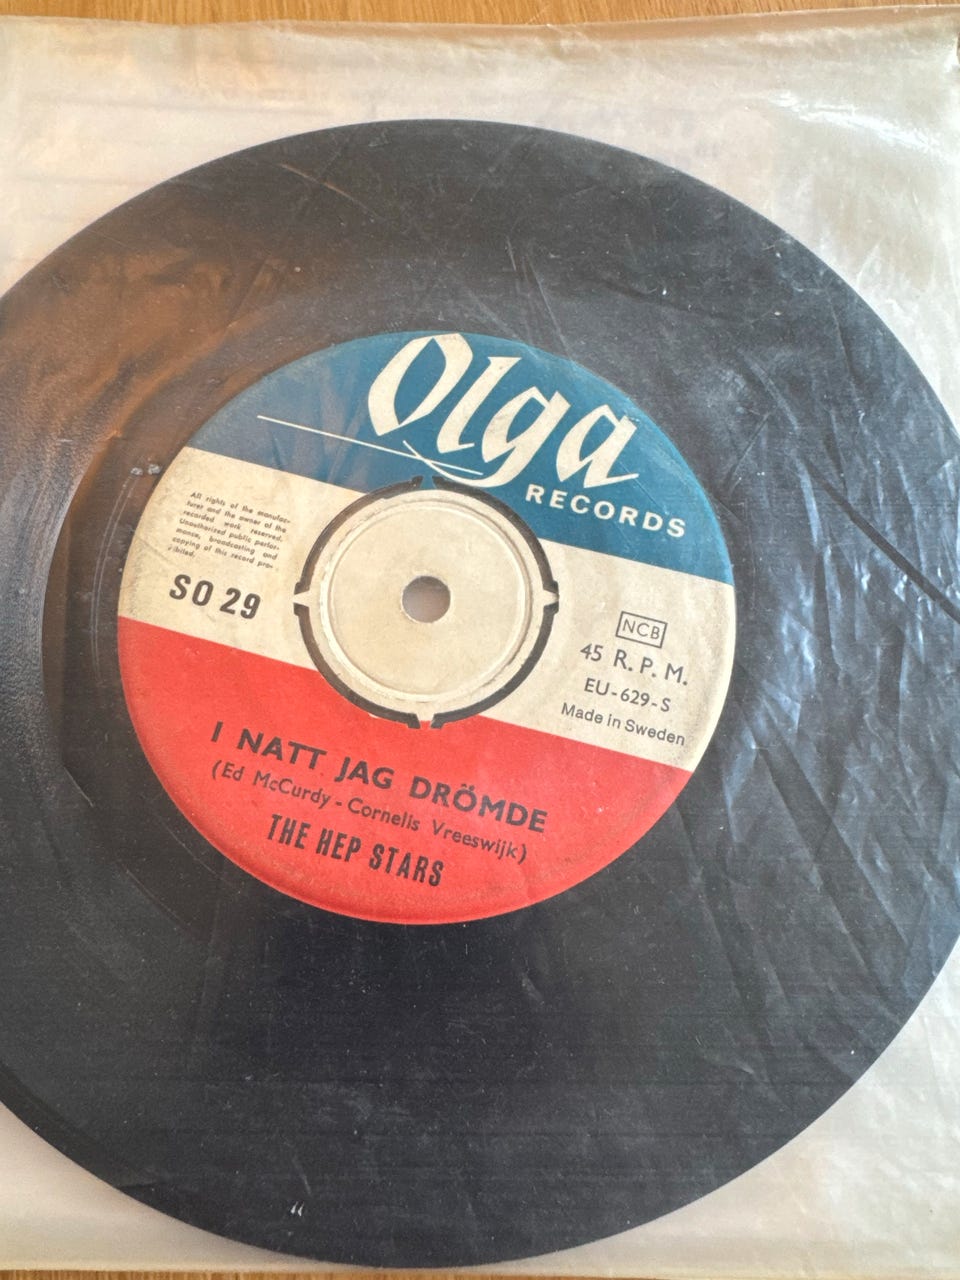 Olga
RECORDS
All rights of the manufac-
turer and the owner of the
recorded work reserved.
Unauthorized public perfor-
mance, broadcasting and
copying of this record pro-
hibited.
SO 29
NCB
45 R.P.M.
EU-629-S
Made in Sweden
I NATT JAG DRÖMDE
(Ed McCurdy - Cornelis Vreeswijk)
THE HEP STARS